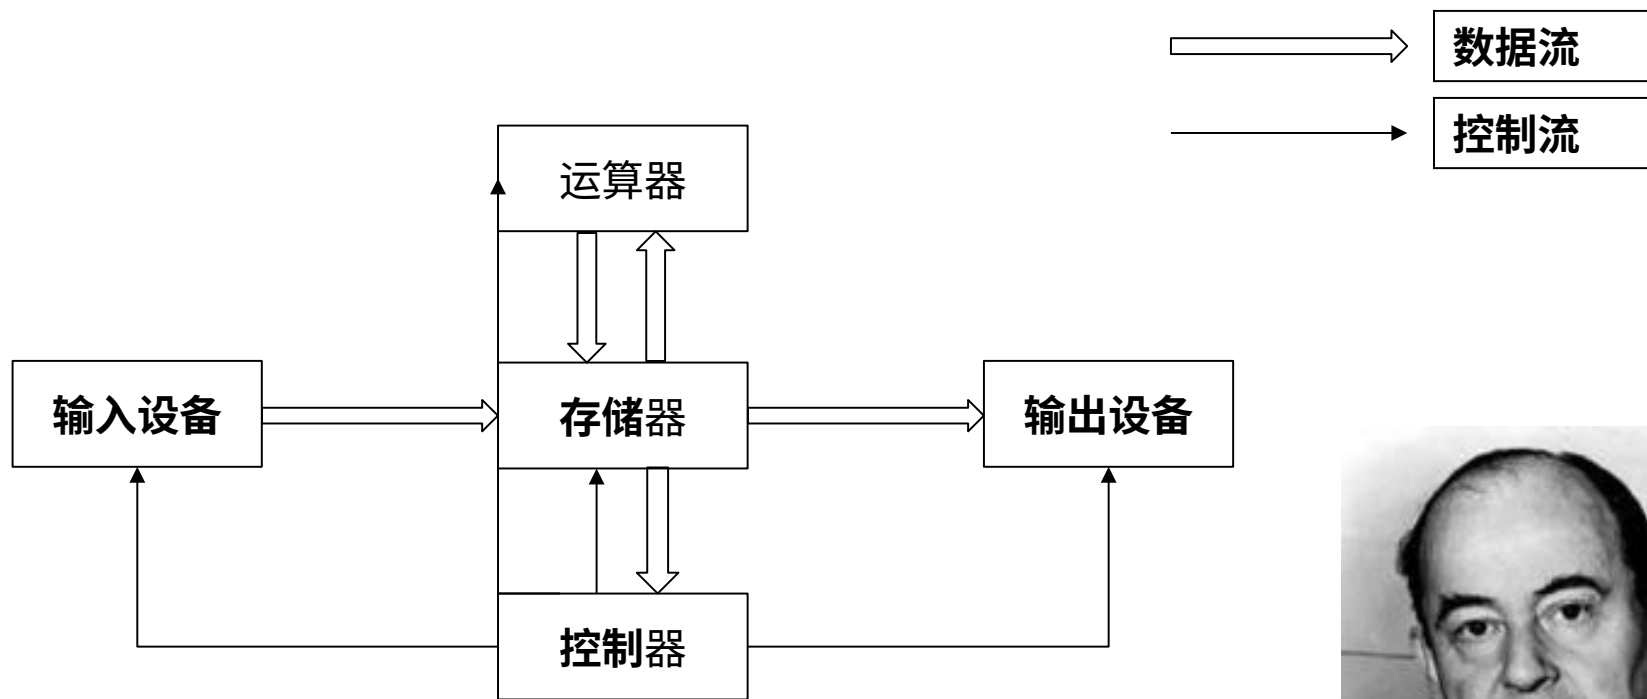 数据流
控制流
运算器
输入设备
存储器
输出设备
控制器